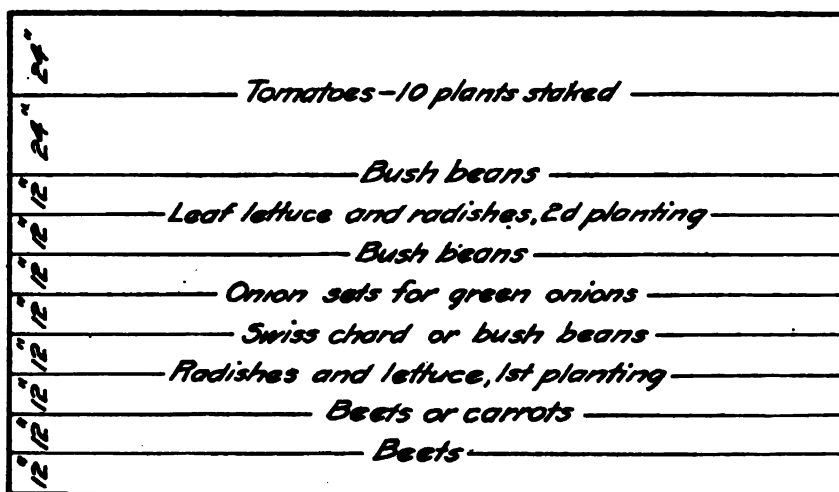 24"
Tomatoes-10 plants staked
24"
Bush beans
12"
Leaf lettuce and radishes, 2d planting
12"
Bush beans
12"
Onion sets for green onions
12"
Swiss chard or bush beans
12"
Radishes and lettuce, 1st planting
12"
Beets or carrots
12"
Beets
12"